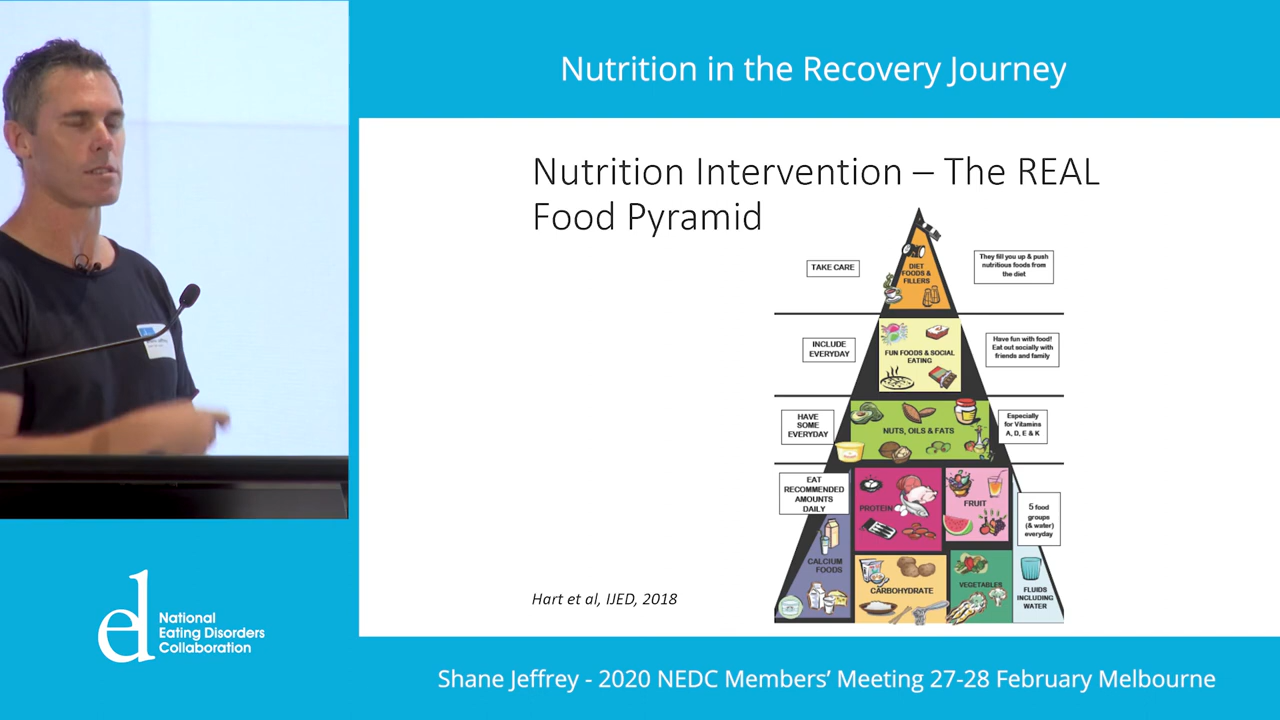 Nutrition in the Recovery Journey
Nutrition Intervention – The REAL
Food Pyramid
TAKE CARE
DIET
FOODS &
FILLERS
They fill you up & push
nutritious foods from
the diet
INCLUDE
EVERYDAY
FUN FOODS & SOCIAL
EATING
Have fun with food!
Eat out socially with
friends and family
HAVE
SOME
EVERYDAY
NUTS, OILS & FATS
Especially
for Vitamins
A, D, E & K
EAT
RECOMMENDED
AMOUNTS
DAILY
PROTEIN
FRUIT
5 food
groups
(& water)
everyday
CALCIUM
FOODS
CARBOHYDRATE
VEGETABLES
FLUIDS
INCLUDING
WATER
Hart et al, IJED, 2018
ed
National
Eating Disorders
Collaboration
Shane Jeffrey - 2020 NEDC Members’ Meeting 27-28 February Melbourne